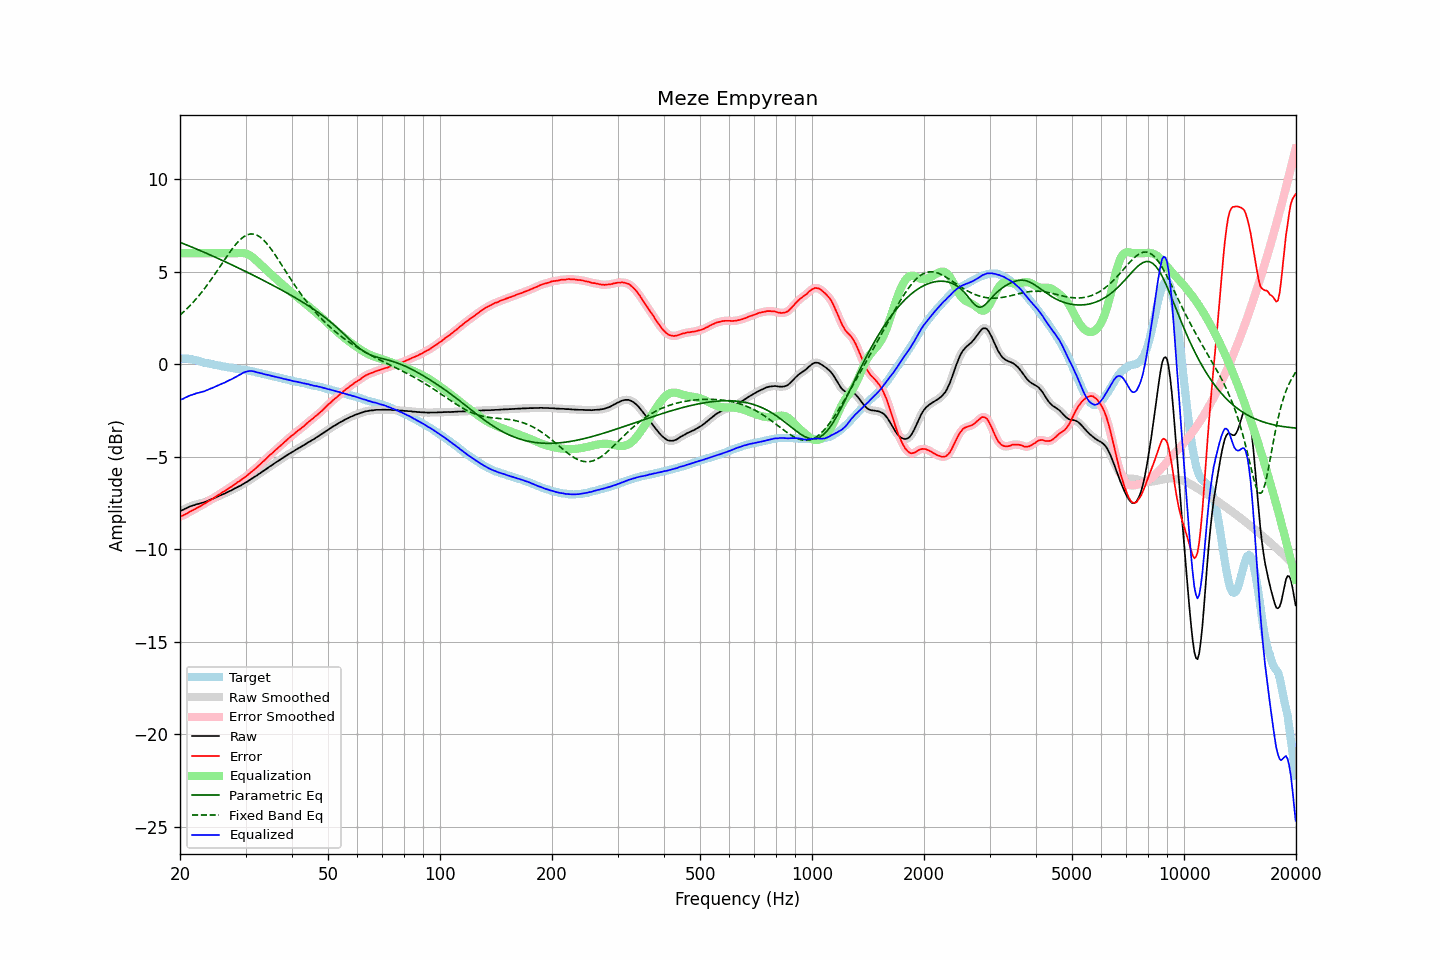 Meze Empyrean
Amplitude (dBr)
10
5
0
−5
−10
−15
−20
−25
Target
Raw Smoothed
Error Smoothed
Raw
Error
Equalization
Parametric Eq
Fixed Band Eq
Equalized
20 50 100 200 500 1000 2000 5000 10000 20000
Frequency (Hz)